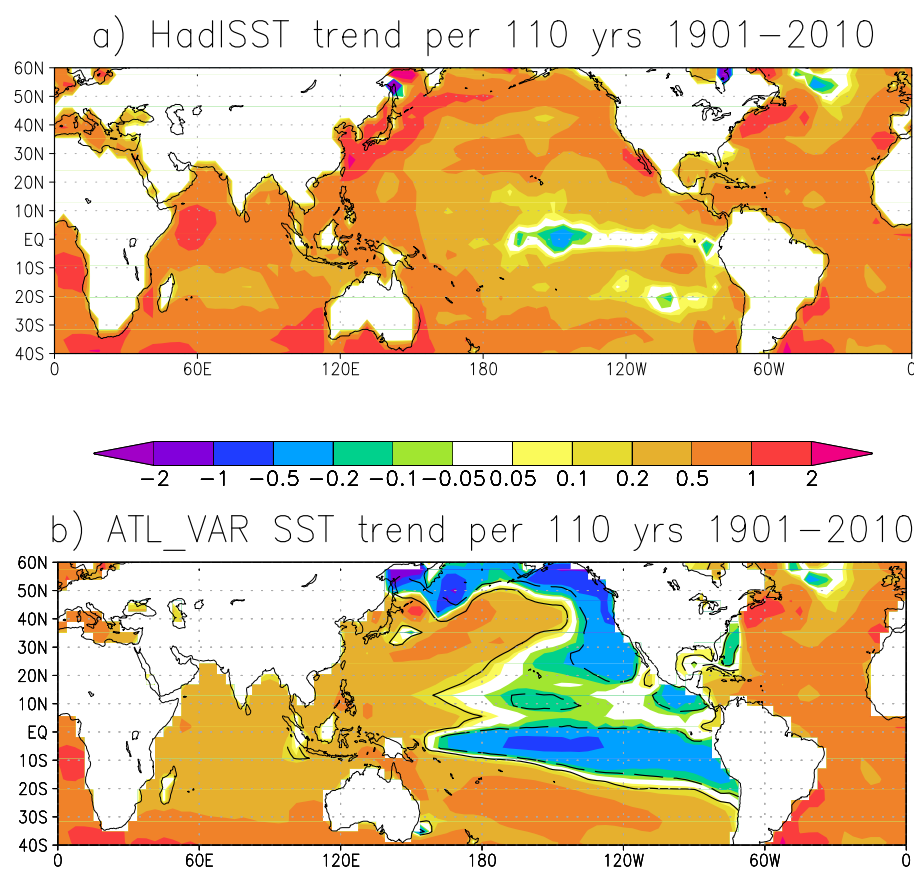 a) HadISST trend per 110 yrs 1901−2010
60N
50N
40N
30N
20N
10N
EQ
10S
20S
30S
40S
0 60E 120E 180 120W 60W 0
−2 −1 −0.5 −0.2 −0.1 −0.05 0.05 0.1 0.2 0.5 1 2
b) ATL_VAR SST trend per 110 yrs 1901−2010
60N
50N
40N
30N
20N
10N
EQ
10S
20S
30S
40S
0 60E 120E 180 120W 60W 0